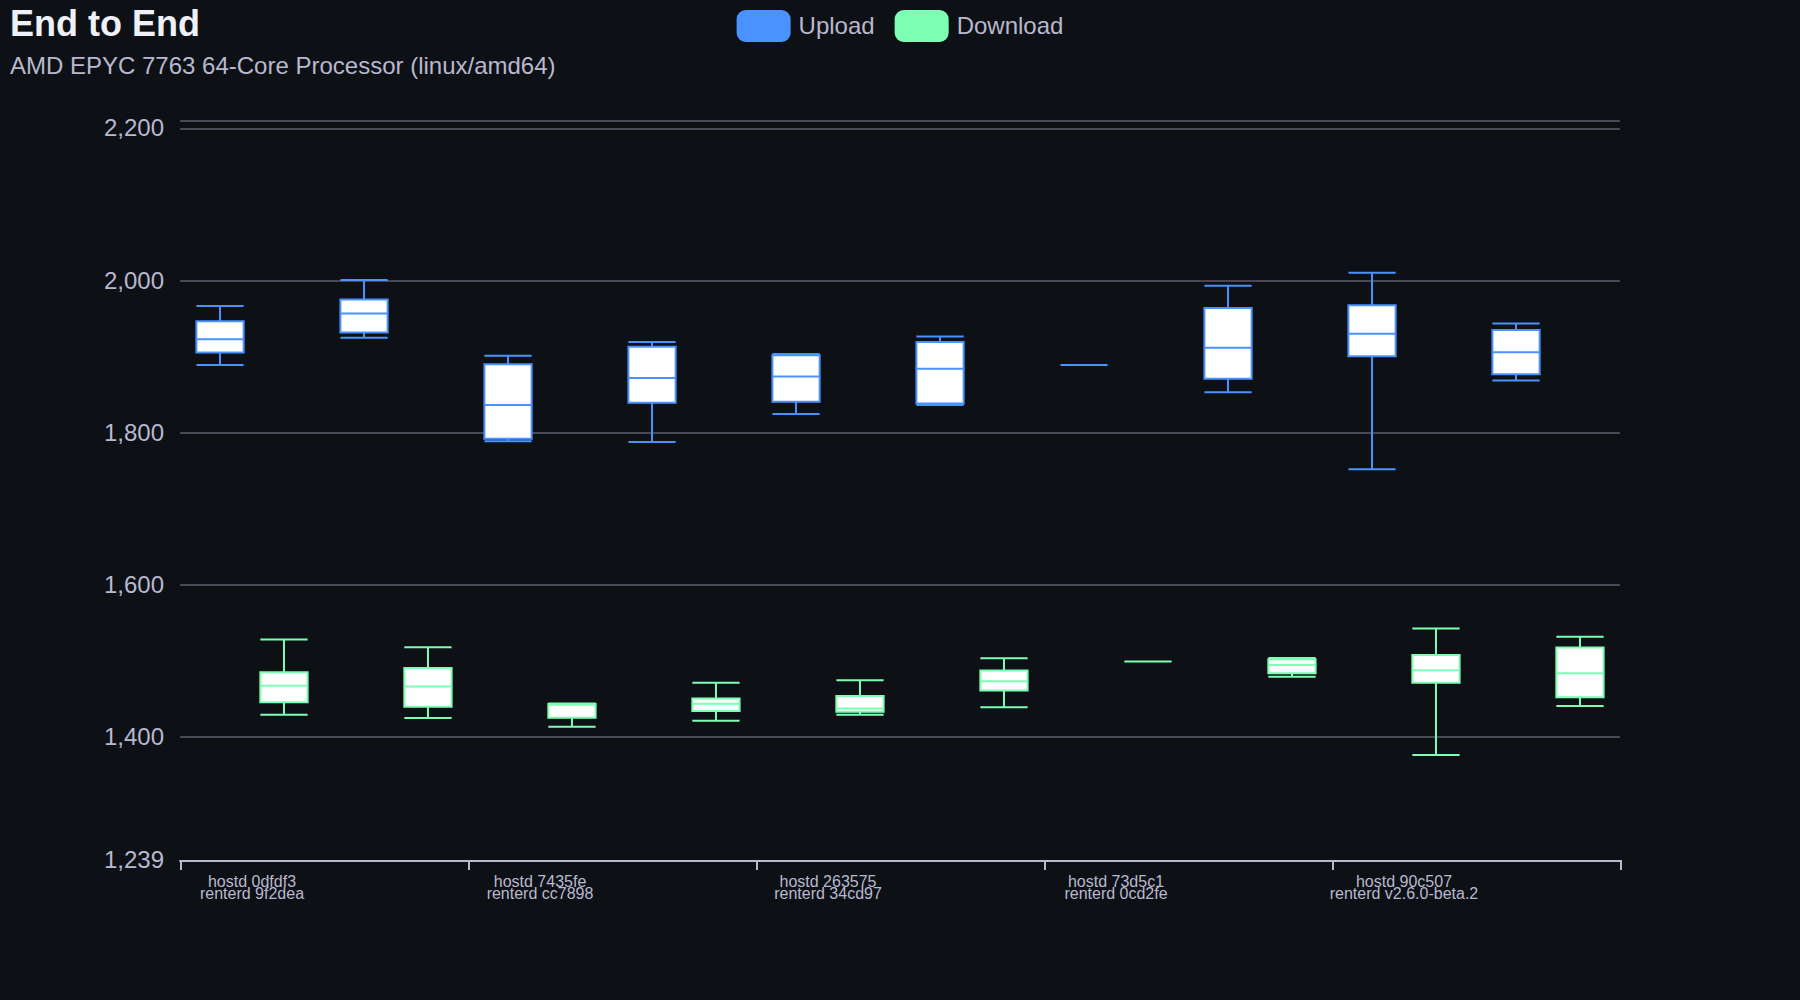 End to End
AMD EPYC 7763 64-Core Processor (linux/amd64)
Upload
Download
2,200
2,000
1,800
1,600
1,400
1,239
hostd 0dfdf3
renterd 9f2dea
hostd 7435fe
renterd cc7898
hostd 263575
renterd 34cd97
hostd 73d5c1
renterd 0cd2fe
hostd 90c507
renterd v2.6.0-beta.2